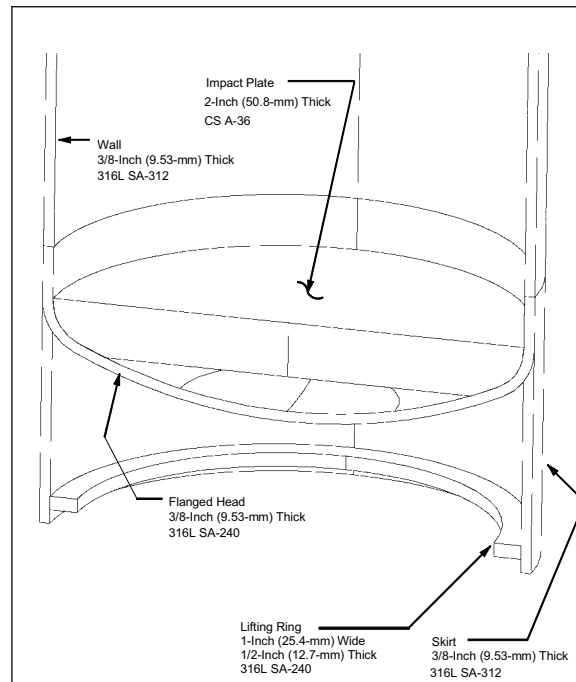 Impact Plate
2-Inch (50.8-mm) Thick
CS A-36
Wall
3/8-Inch (9.53-mm) Thick
316L SA-312
Flanged Head
3/8-Inch (9.53-mm) Thick
316L SA-240
Lifting Ring
1-Inch (25.4-mm) Wide
1/2-Inch (12.7-mm) Thick
316L SA-240
Skirt
3/8-Inch (9.53-mm) Thick
316L SA-312